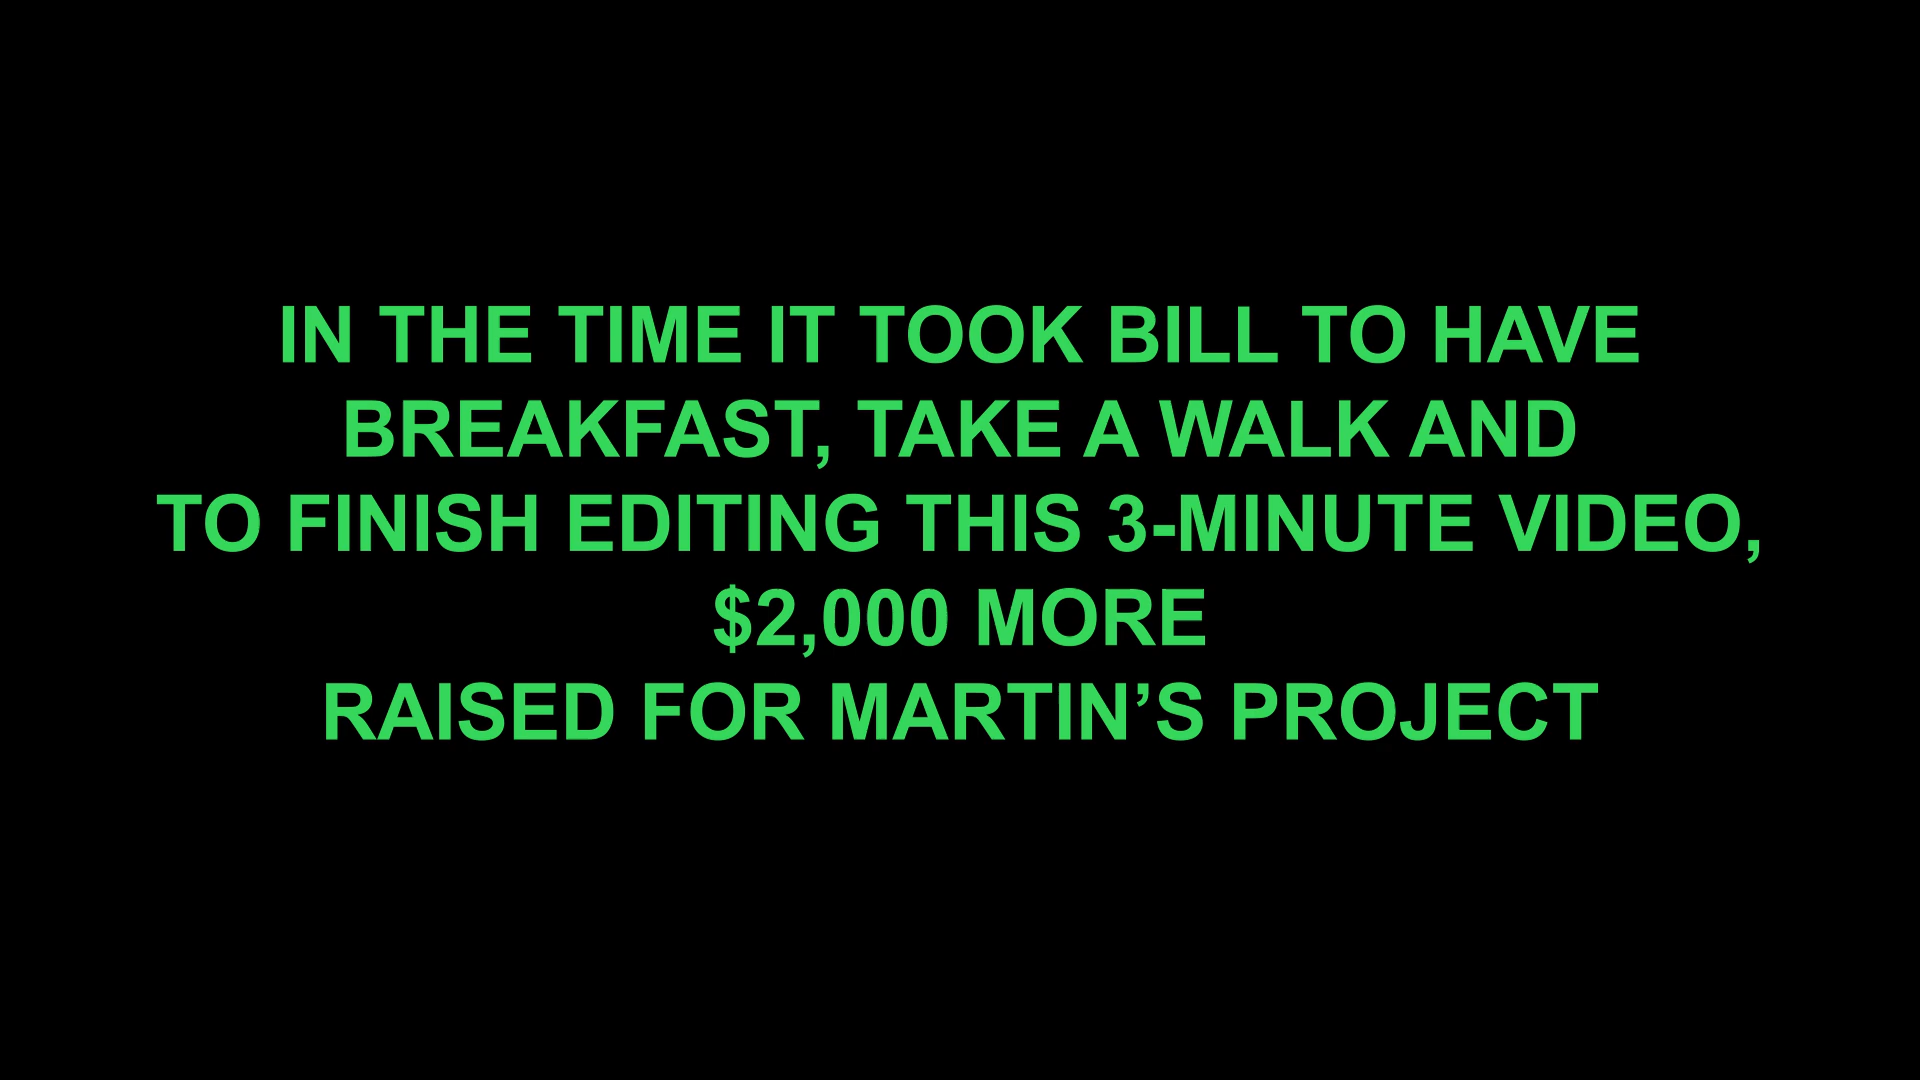 IN THE TIME IT TOOK BILL TO HAVE
BREAKFAST, TAKE A WALK AND
TO FINISH EDITING THIS 3-MINUTE VIDEO,
$2,000 MORE
RAISED FOR MARTIN’S PROJECT